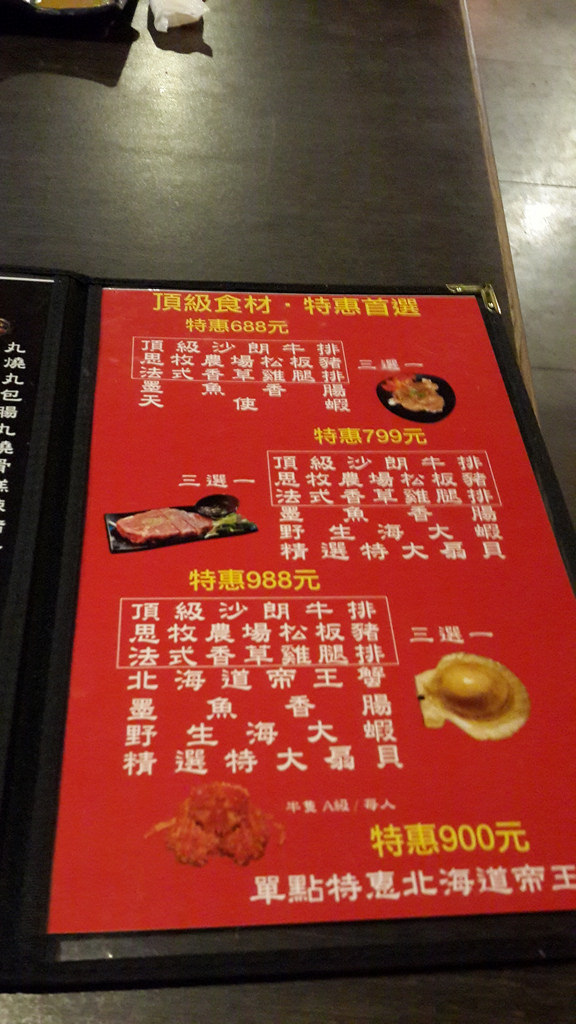 頂級食材·特惠首選
特惠688元
頂級沙朗牛排
思牧農場松板豬
法式香草雞腿排
三選一
墨魚香腸
天使蝦
特惠799元
三選一
頂級沙朗牛排
思牧農場松板豬
法式香草雞腿排
墨魚香腸
野生海大蝦
精選特大扇貝
特惠988元
頂級沙朗牛排
思牧農場松板豬
法式香草雞腿排
三選一
北海道帝王蟹
墨魚香腸
野生海大蝦
精選特大扇貝
半隻 A級 / 每人
特惠900元
單點特惠北海道帝王